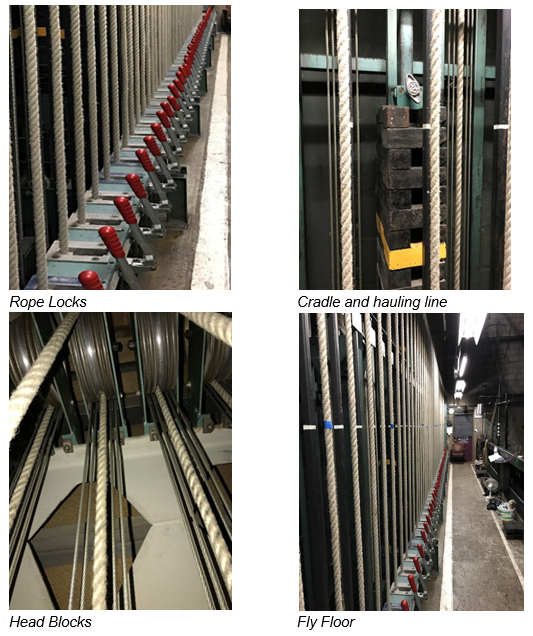 Rope Locks
Cradle and hauling line
Head Blocks
Fly Floor